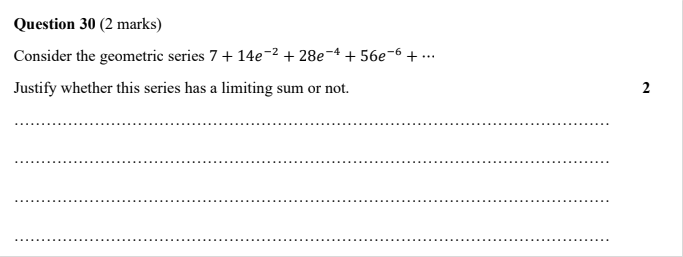 Question 30 (2 marks)
Consider the geometric series 7 + 14e⁻² + 28e⁻⁴ + 56e⁻⁶ + ⋯
Justify whether this series has a limiting sum or not. 2